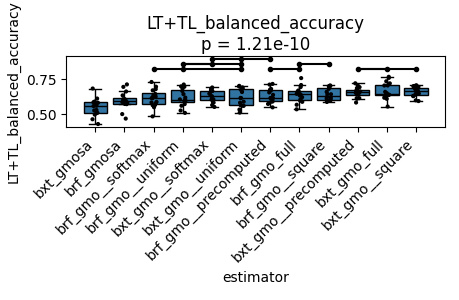 LT+TL_balanced_accuracy
p = 1.21e-10
LT+TL_balanced_accuracy
0.75
0.50
bxt_gmosa
brf_gmosa
brf_gmo__softmax
brf_gmo__uniform
bxt_gmo__softmax
bxt_gmo__uniform
brf_gmo__precomputed
brf_gmo_full
brf_gmo__square
bxt_gmo__precomputed
bxt_gmo_full
bxt_gmo__square
estimator